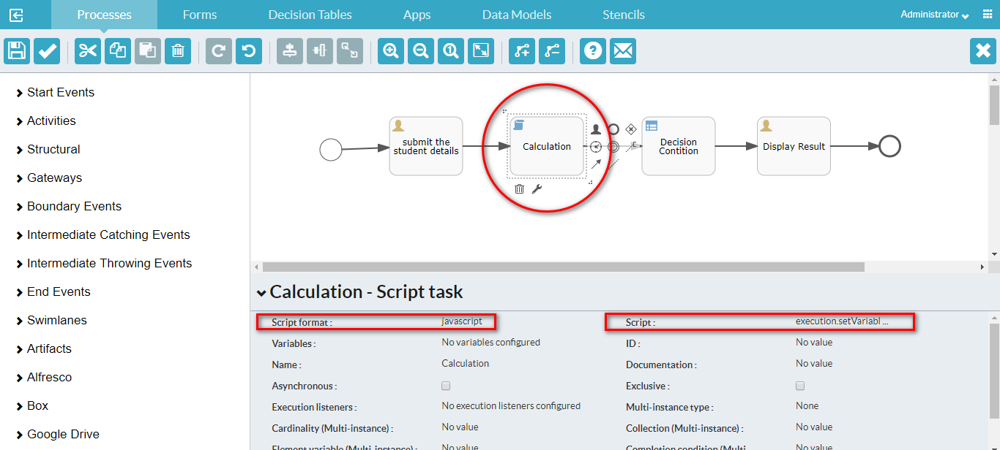 Processes Forms Decision Tables Apps Data Models Stencils Administrator
Start Events
Activities
Structural
Gateways
Boundary Events
Intermediate Catching Events
Intermediate Throwing Events
End Events
Swimlanes
Artifacts
Alfresco
Box
Google Drive
submit the
student details
Calculation
Decision
Contition
Display Result
Calculation - Script task
Script format : javascript Script : execution.setVariabl ...
Variables : No variables configured ID : No value
Name : Calculation Documentation : No value
Asynchronous : Exclusive :
Execution listeners : No execution listeners configured Multi-instance type : None
Cardinality (Multi-instance) : No value Collection (Multi-instance) : No value
Element variable (Multi-instance) : No value Completion condition (Multi- No value